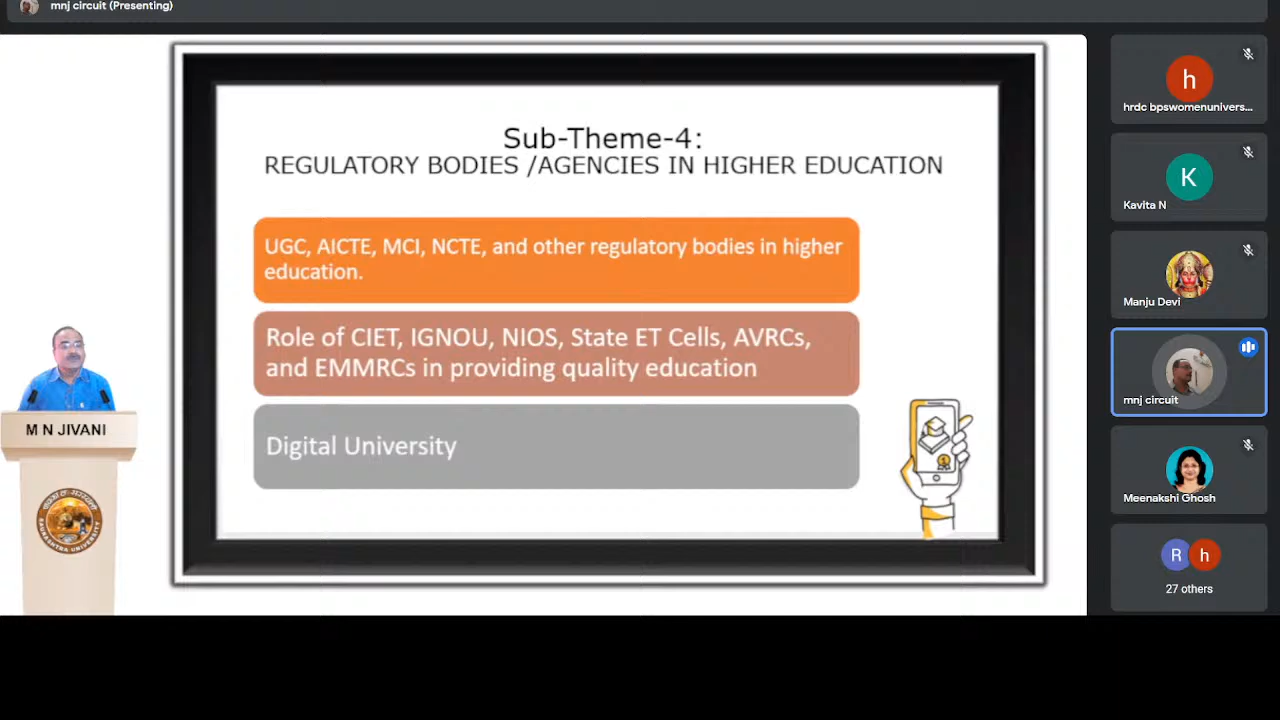 mnj circuit (Presenting)
Sub-Theme-4:
REGULATORY BODIES /AGENCIES IN HIGHER EDUCATION
UGC, AICTE, MCI, NCTE, and other regulatory bodies in higher
education.
Role of CIET, IGNOU, NIOS, State ET Cells, AVRCs,
and EMMRCs in providing quality education
Digital University
M N JIVANI
SAURASHTRA UNIVERSITY
h
hrdc bpswomenunivers...
K
Kavita N
Manju Devi
mnj circuit
Meenakshi Ghosh
R h
27 others